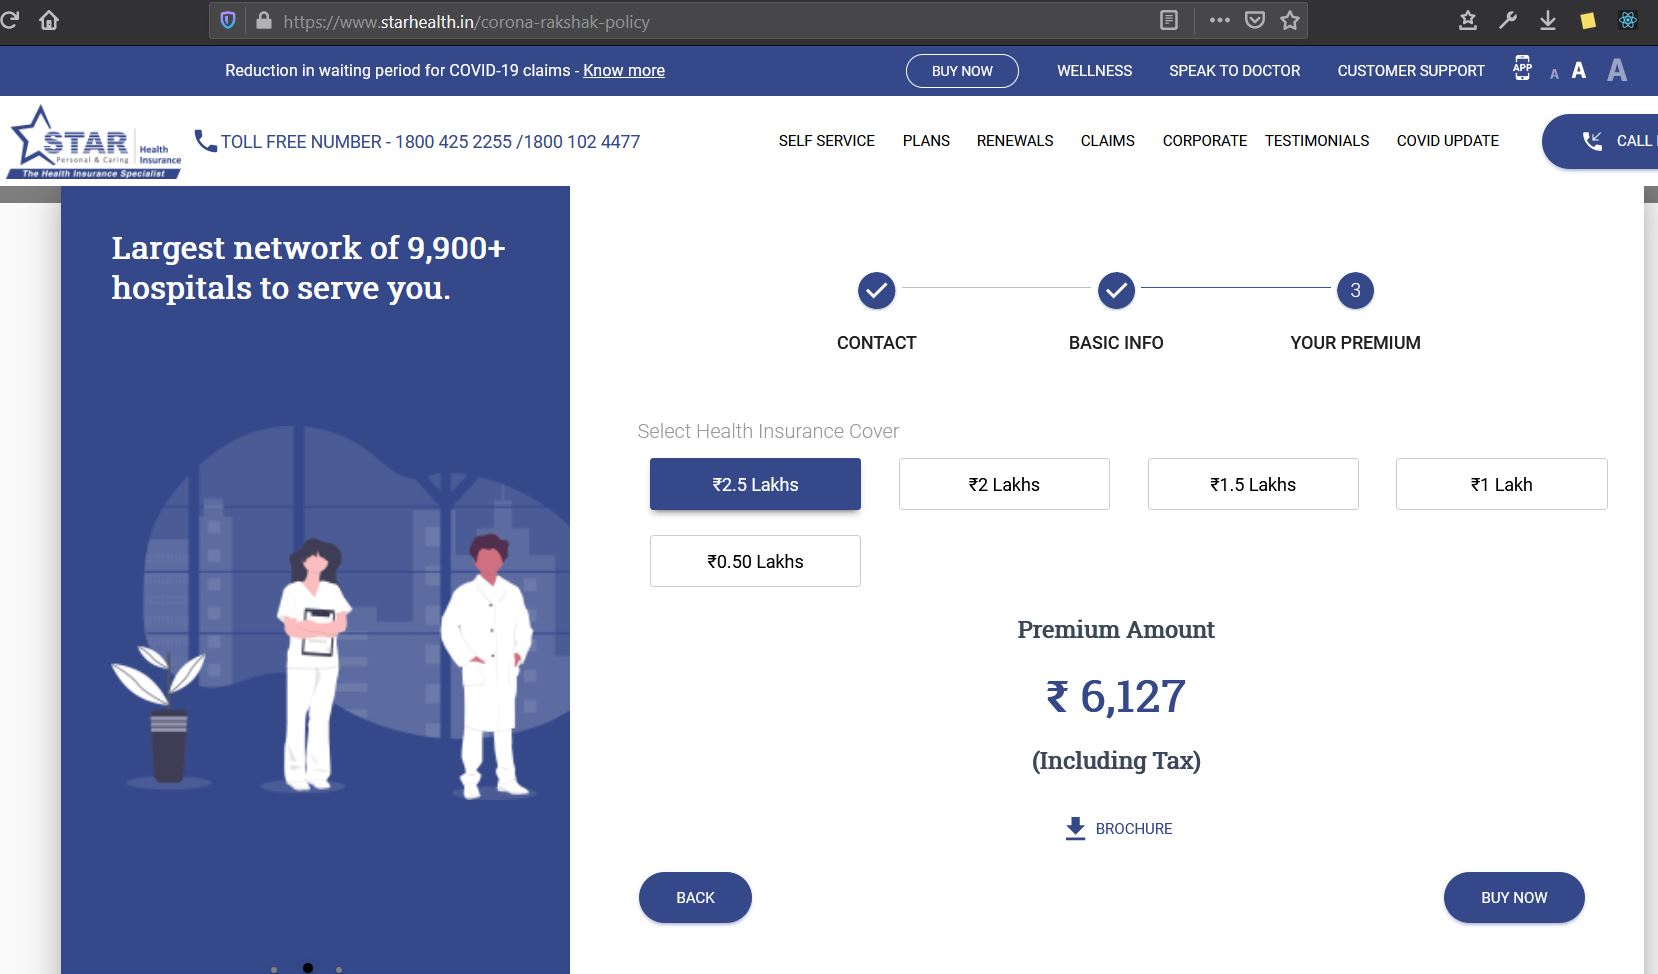 https://www.starhealth.in/corona-rakshak-policy
Reduction in waiting period for COVID-19 claims - Know more
BUY NOW
WELLNESS
SPEAK TO DOCTOR
CUSTOMER SUPPORT
APP
A
A
A
STAR
Health
Insurance
Personal & Caring
The Health Insurance Specialist
TOLL FREE NUMBER - 1800 425 2255 /1800 102 4477
SELF SERVICE
PLANS
RENEWALS
CLAIMS
CORPORATE
TESTIMONIALS
COVID UPDATE
CALL
Largest network of 9,900+
hospitals to serve you.
3
CONTACT
BASIC INFO
YOUR PREMIUM
Select Health Insurance Cover
₹2.5 Lakhs
₹2 Lakhs
₹1.5 Lakhs
₹1 Lakh
₹0.50 Lakhs
Premium Amount
₹ 6,127
(Including Tax)
BROCHURE
BACK
BUY NOW